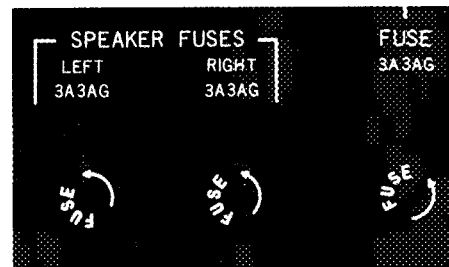 SPEAKER FUSES
LEFT RIGHT
3A3AG 3A3AG
FUSE
3A3AG
FUSE
FUSE
FUSE